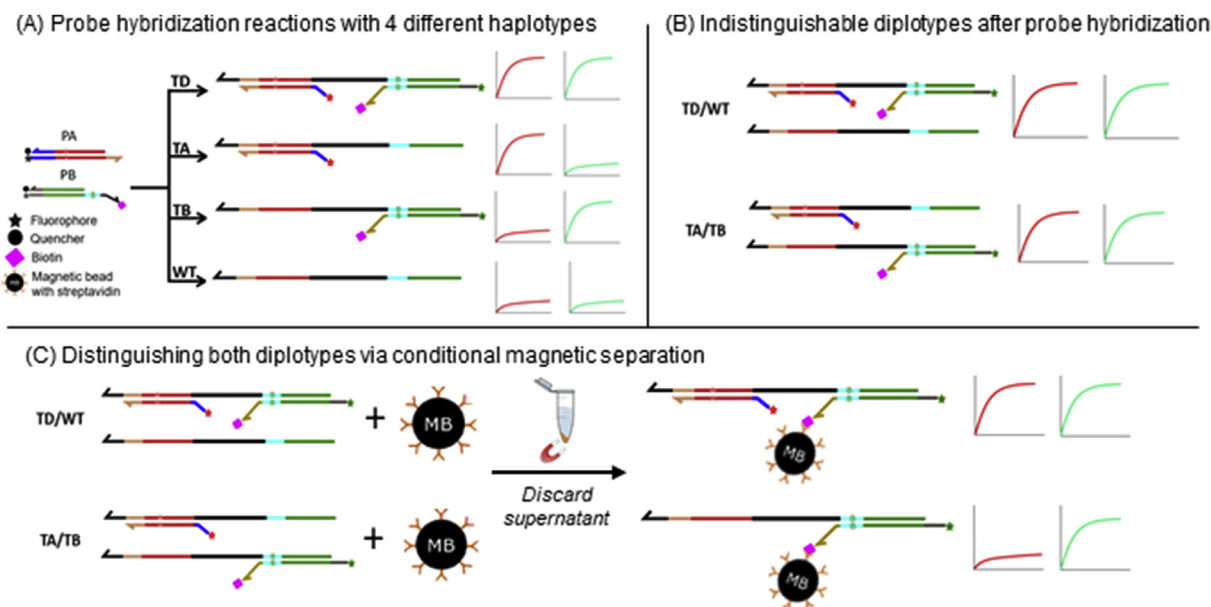 (A) Probe hybridization reactions with 4 different haplotypes
PA
PB
Fluorophore
Quencher
Biotin
MB
Magnetic bead
with streptavidin
TD
TA
TB
WT
(B) Indistinguishable diplotypes after probe hybridization
TD/WT
TA/TB
(C) Distinguishing both diplotypes via conditional magnetic separation
TD/WT
+
MB
TA/TB
+
MB
Discard
supernatant
MB
MB